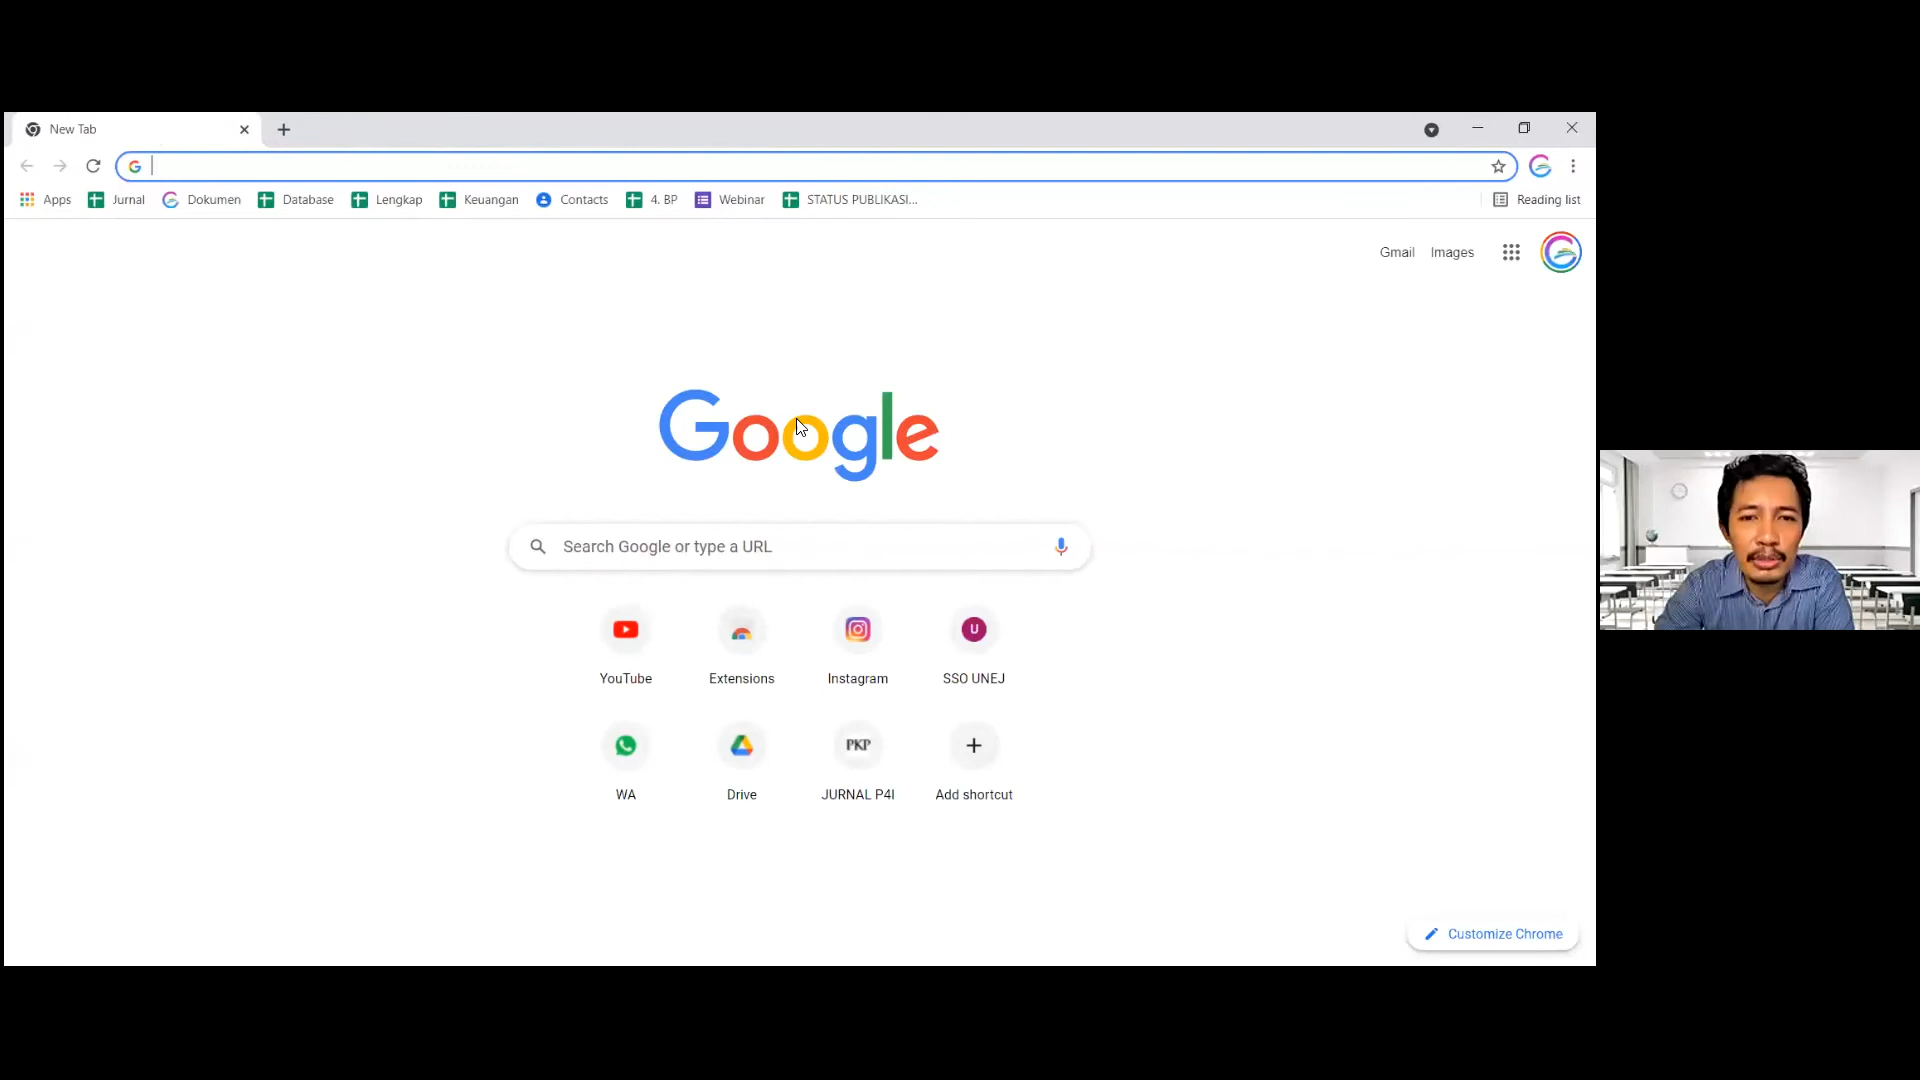 New Tab
Apps Jurnal Dokumen Database Lengkap Keuangan Contacts 4. BP Webinar STATUS PUBLIKASI... Reading list
Gmail Images
Google
Search Google or type a URL
YouTube Extensions Instagram U SSO UNEJ
WA Drive PKP JURNAL P4I Add shortcut
Customize Chrome